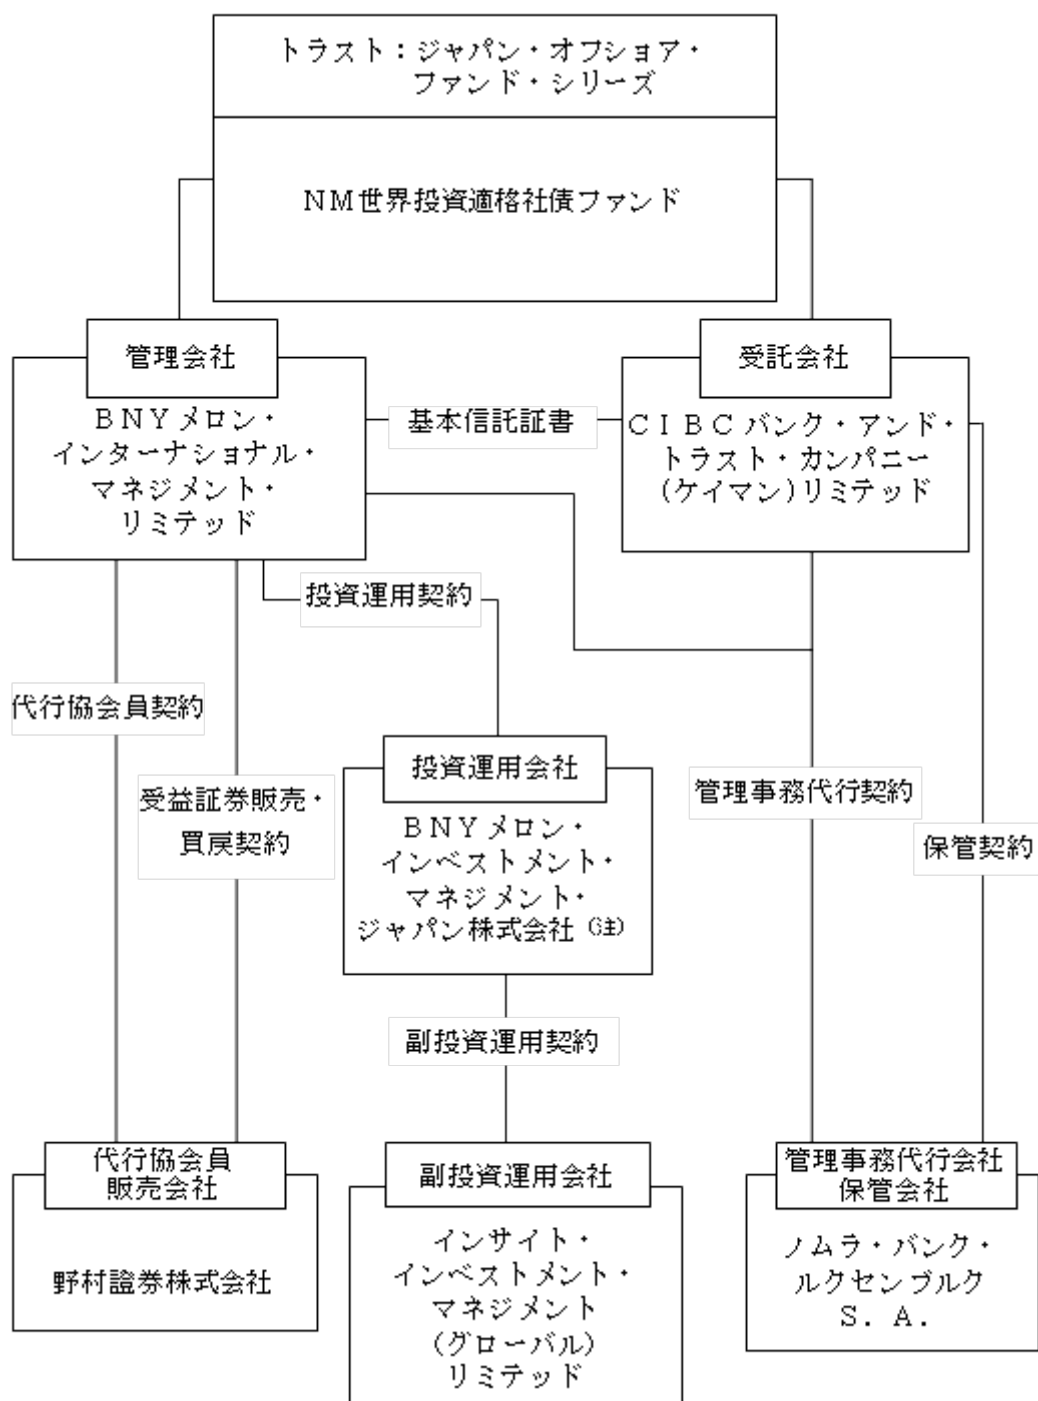 トラスト：ジャパン・オフショア・
ファンド・シリーズ
ＮＭ世界投資適格社債ファンド
管理会社
ＢＮＹメロン・
インターナショナル・
マネジメント・
リミテッド
基本信託証書
受託会社
ＣＩＢＣバンク・アンド・
トラスト・カンパニー
(ケイマン)リミテッド
投資運用契約
代行協会員契約
受益証券販売・
買戻契約
投資運用会社
ＢＮＹメロン・
インベストメント・
マネジメント・
ジャパン株式会社（注）
管理事務代行契約
保管契約
副投資運用契約
代行協会員
販売会社
野村證券株式会社
副投資運用会社
インサイト・
インベストメント・
マネジメント
(グローバル)
リミテッド
管理事務代行会社
保管会社
ノムラ・バンク・
ルクセンブルク
Ｓ．Ａ．